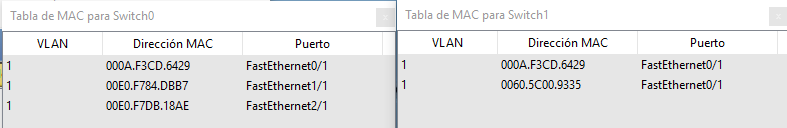 Tabla de MAC para Switch0
VLAN Dirección MAC Puerto
1 000A.F3CD.6429 FastEthernet0/1
1 00E0.F784.DBB7 FastEthernet1/1
1 00E0.F7DB.18AE FastEthernet2/1
Tabla de MAC para Switch1
VLAN Dirección MAC Puerto
1 000A.F3CD.6429 FastEthernet0/1
1 0060.5C00.9335 FastEthernet0/1